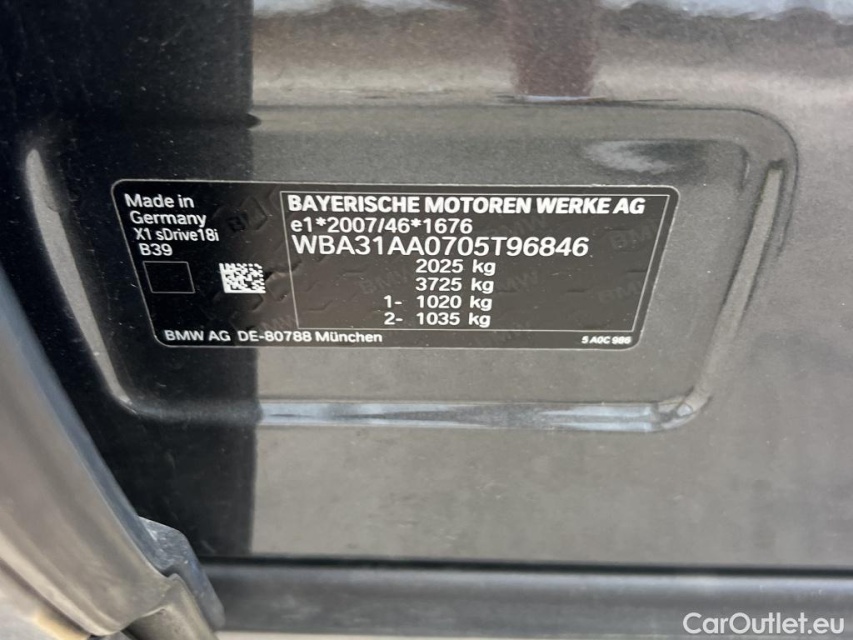 Made in
Germany
X1 sDrive18i
B39
BAYERISCHE MOTOREN WERKE AG
e1*2007/46*1676
WBA31AA0705T96846
2025 kg
3725 kg
1- 1020 kg
2- 1035 kg
BMW AG DE-80788 München
5 A0C 986
CarOutlet.eu